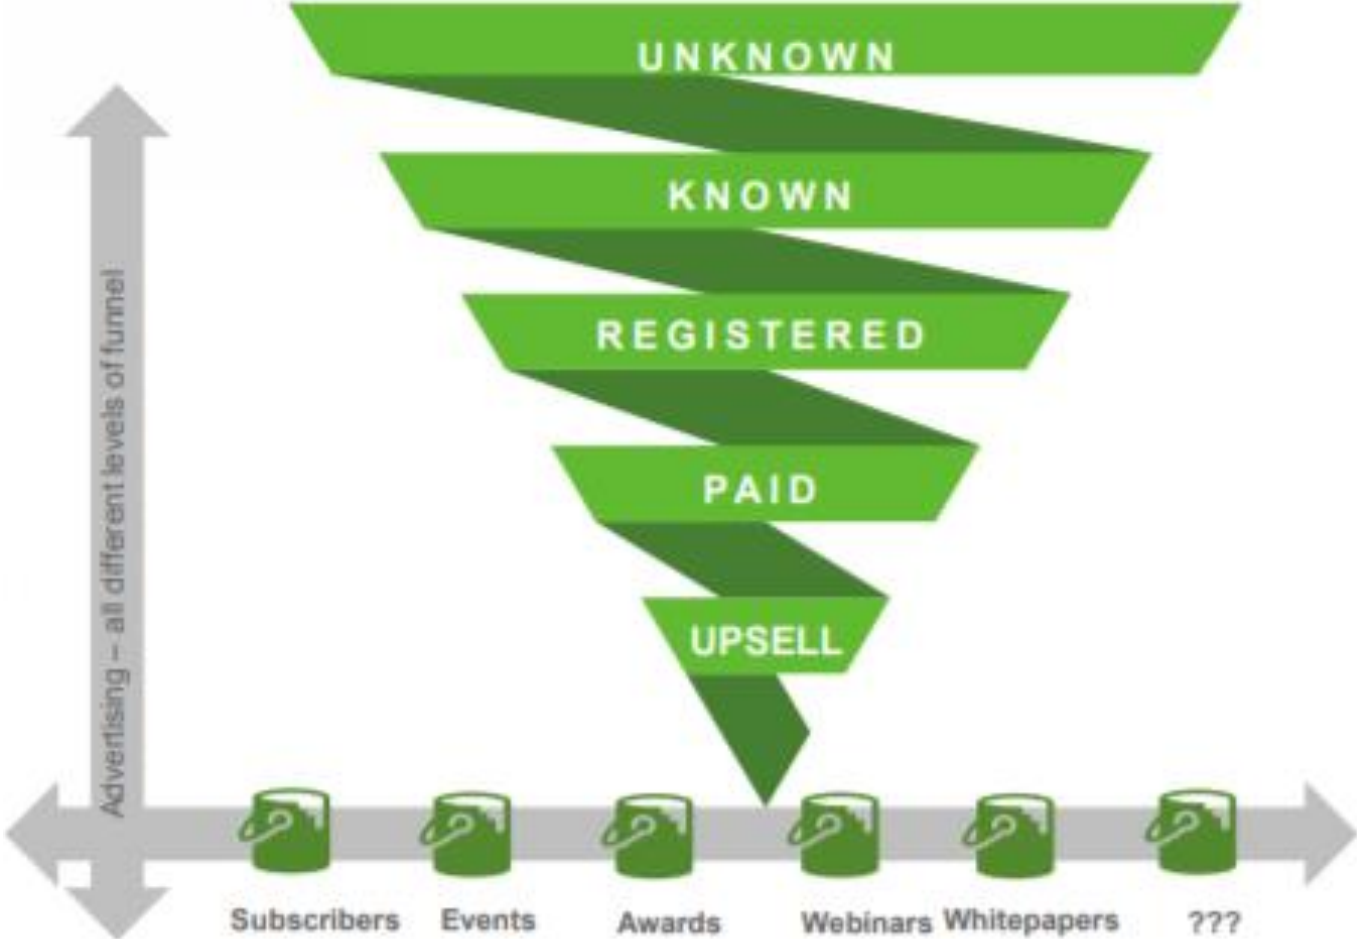 UNKNOWN
KNOWN
REGISTERED
PAID
UPSELL
Advertising – all different levels of funnel
Subscribers
Events
Awards
Webinars
Whitepapers
???